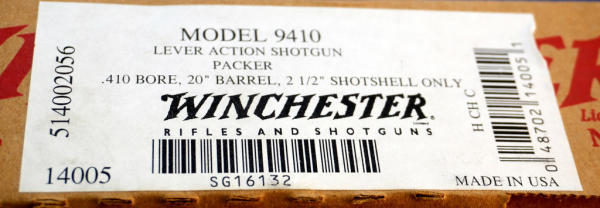 MODEL 9410
LEVER ACTION SHOTGUN
PACKER
.410 BORE, 20" BARREL, 2 1/2" SHOTSHELL ONLY
WINCHESTER®
RIFLES AND SHOTGUNS
514002056
14005
SG16132
H CH C
0 48702 14005 1
MADE IN USA